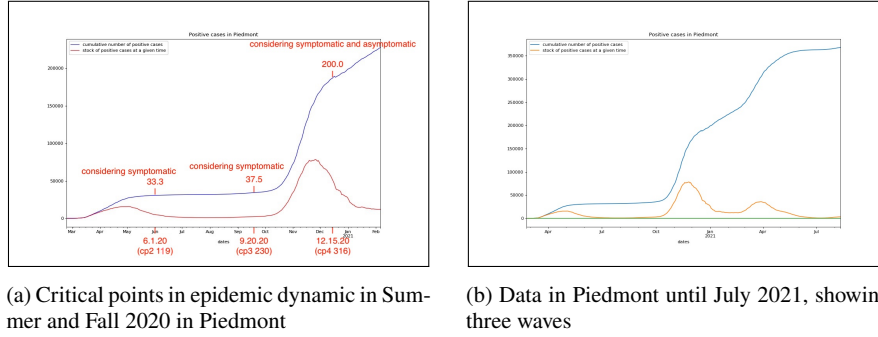 Positive cases in Piedmont
cumulative number of positive cases
stock of positive cases at a given time
considering symptomatic and asymptomatic
200.0
considering symptomatic
33.3
considering symptomatic
37.5
200000
150000
100000
50000
0
Mar Apr May Jun Jul Aug Sep Oct Nov Dec Jan Feb
2021
dates
6.1.20
(cp2 119)
9.20.20
(cp3 230)
12.15.20
(cp4 316)
(a) Critical points in epidemic dynamic in Sum-
mer and Fall 2020 in Piedmont
Positive cases in Piedmont
cumulative number of positive cases
stock of positive cases at a given time
350000
300000
250000
200000
150000
100000
50000
0
Apr Jul Oct Jan Apr Jul
2021
dates
(b) Data in Piedmont until July 2021, showin
three waves